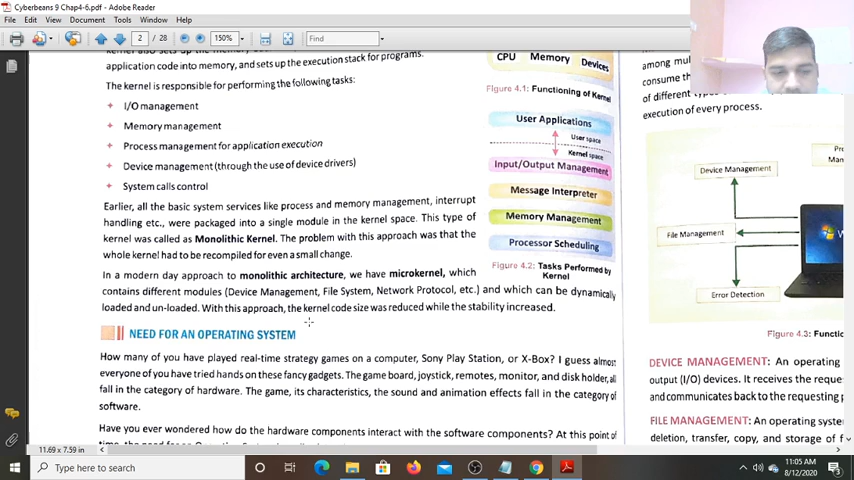 Cyberbeans 9 Chap4-6.pdf - Adobe Reader
File Edit View Document Tools Window Help
2 / 28 150% Find
application code into memory, and sets up the execution stack for programs.
The kernel is responsible for performing the following tasks:
I/O management
Memory management
Process management for application execution
Device management (through the use of device drivers)
System calls control
Earlier, all the basic system services like process and memory management, interrupt
handling etc., were packaged into a single module in the kernel space. This type of
kernel was called as Monolithic Kernel. The problem with this approach was that the
whole kernel had to be recompiled for even a small change.
In a modern day approach to monolithic architecture, we have microkernel, which
contains different modules (Device Management, File System, Network Protocol, etc.) and which can be dynamically
loaded and un-loaded. With this approach, the kernel code size was reduced while the stability increased.
NEED FOR AN OPERATING SYSTEM
How many of you have played real-time strategy games on a computer, Sony Play Station, or X-Box? I guess almost
everyone of you have tried hands on these fancy gadgets. The game board, joystick, remotes, monitor, and disk holder, all
fall in the category of hardware. The game, its characteristics, the sound and animation effects fall in the category of
software.
Have you ever wondered how do the hardware components interact with the software components? At this point of
CPU Memory Devices
Figure 4.1: Functioning of Kernel
User Applications
User space
Kernel space
Input/Output Management
Message Interpreter
Memory Management
Processor Scheduling
Figure 4.2: Tasks Performed by
Kernel
among mul
consume th
of different
execution of every process.
Device Management
File Management
Error Detection
Figure 4.3: Functio
DEVICE MANAGEMENT: An operating
output (I/O) devices. It receives the reque
and communicates back to the requesting
FILE MANAGEMENT: An operating syste
deletion, transfer, copy, and storage of f
11.69 x 7.59 in
Type here to search
11:05 AM
8/12/2020